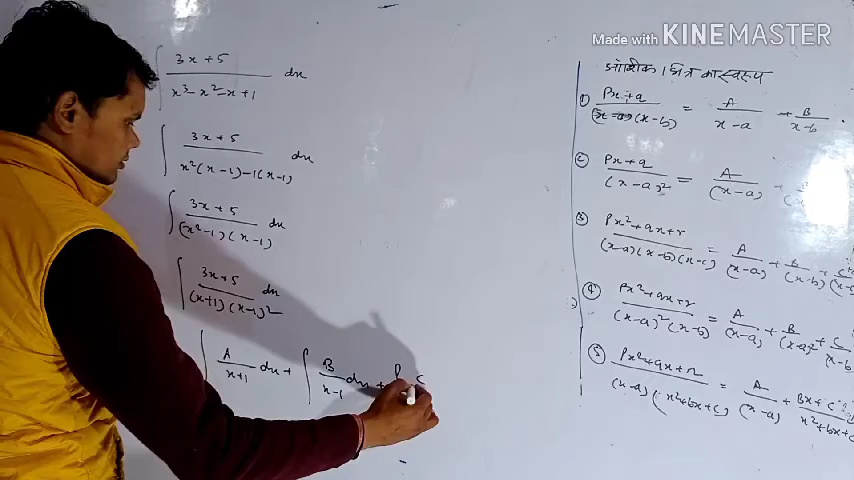 Made with KINEMASTER
∫ 3x+5 / x³-x²-x+1 dx
∫ 3x+5 / x²(x-1)-1(x-1) dx
∫ 3x+5 / (x²-1)(x-1) dx
∫ 3x+5 / (x+1)(x-1)² dx
∫ A / x+1 dx + ∫ B / x-1 dx + ∫ C
का स्वरूप
① Px+q / (x-a)(x-b) = A / x-a + B / x-b
② Px+q / (x-a)² = A / (x-a) +
③ Px²+qx+r / (x-a)(x-b)(x-c) = A / (x-a) + B / (x-b) + C / (x-
④ Px²+qx+r / (x-a)²(x-b) = A / (x-a) + B / (x-a)² + C / (x-b)
⑤ Px²+qx+r / (x-a)(x²+bx+c) = A / (x-a) + Bx+C / x²+bx+c